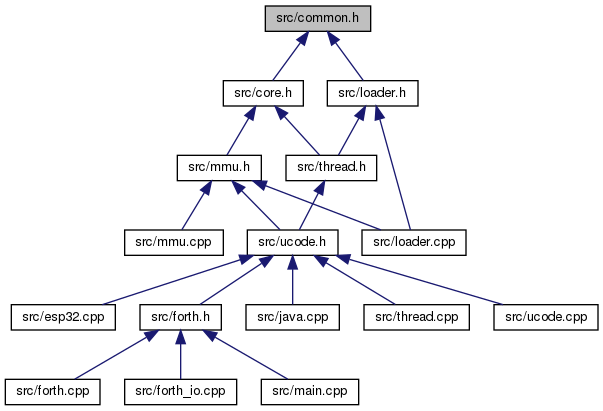 src/common.h
src/core.h
src/loader.h
src/mmu.h
src/thread.h
src/mmu.cpp
src/ucode.h
src/loader.cpp
src/esp32.cpp
src/forth.h
src/java.cpp
src/thread.cpp
src/ucode.cpp
src/forth.cpp
src/forth_io.cpp
src/main.cpp